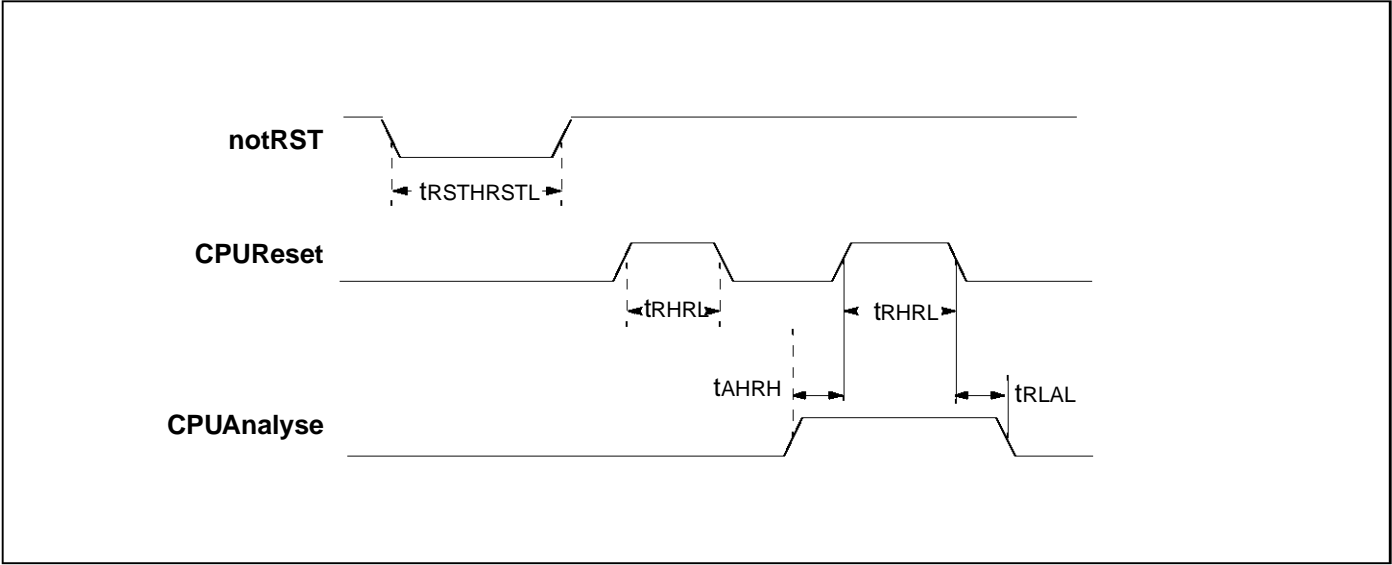 notRST
tRSTHRSTL
CPUReset
tRHRL
tRHRL
tAHRH
tRLAL
CPUAnalyse